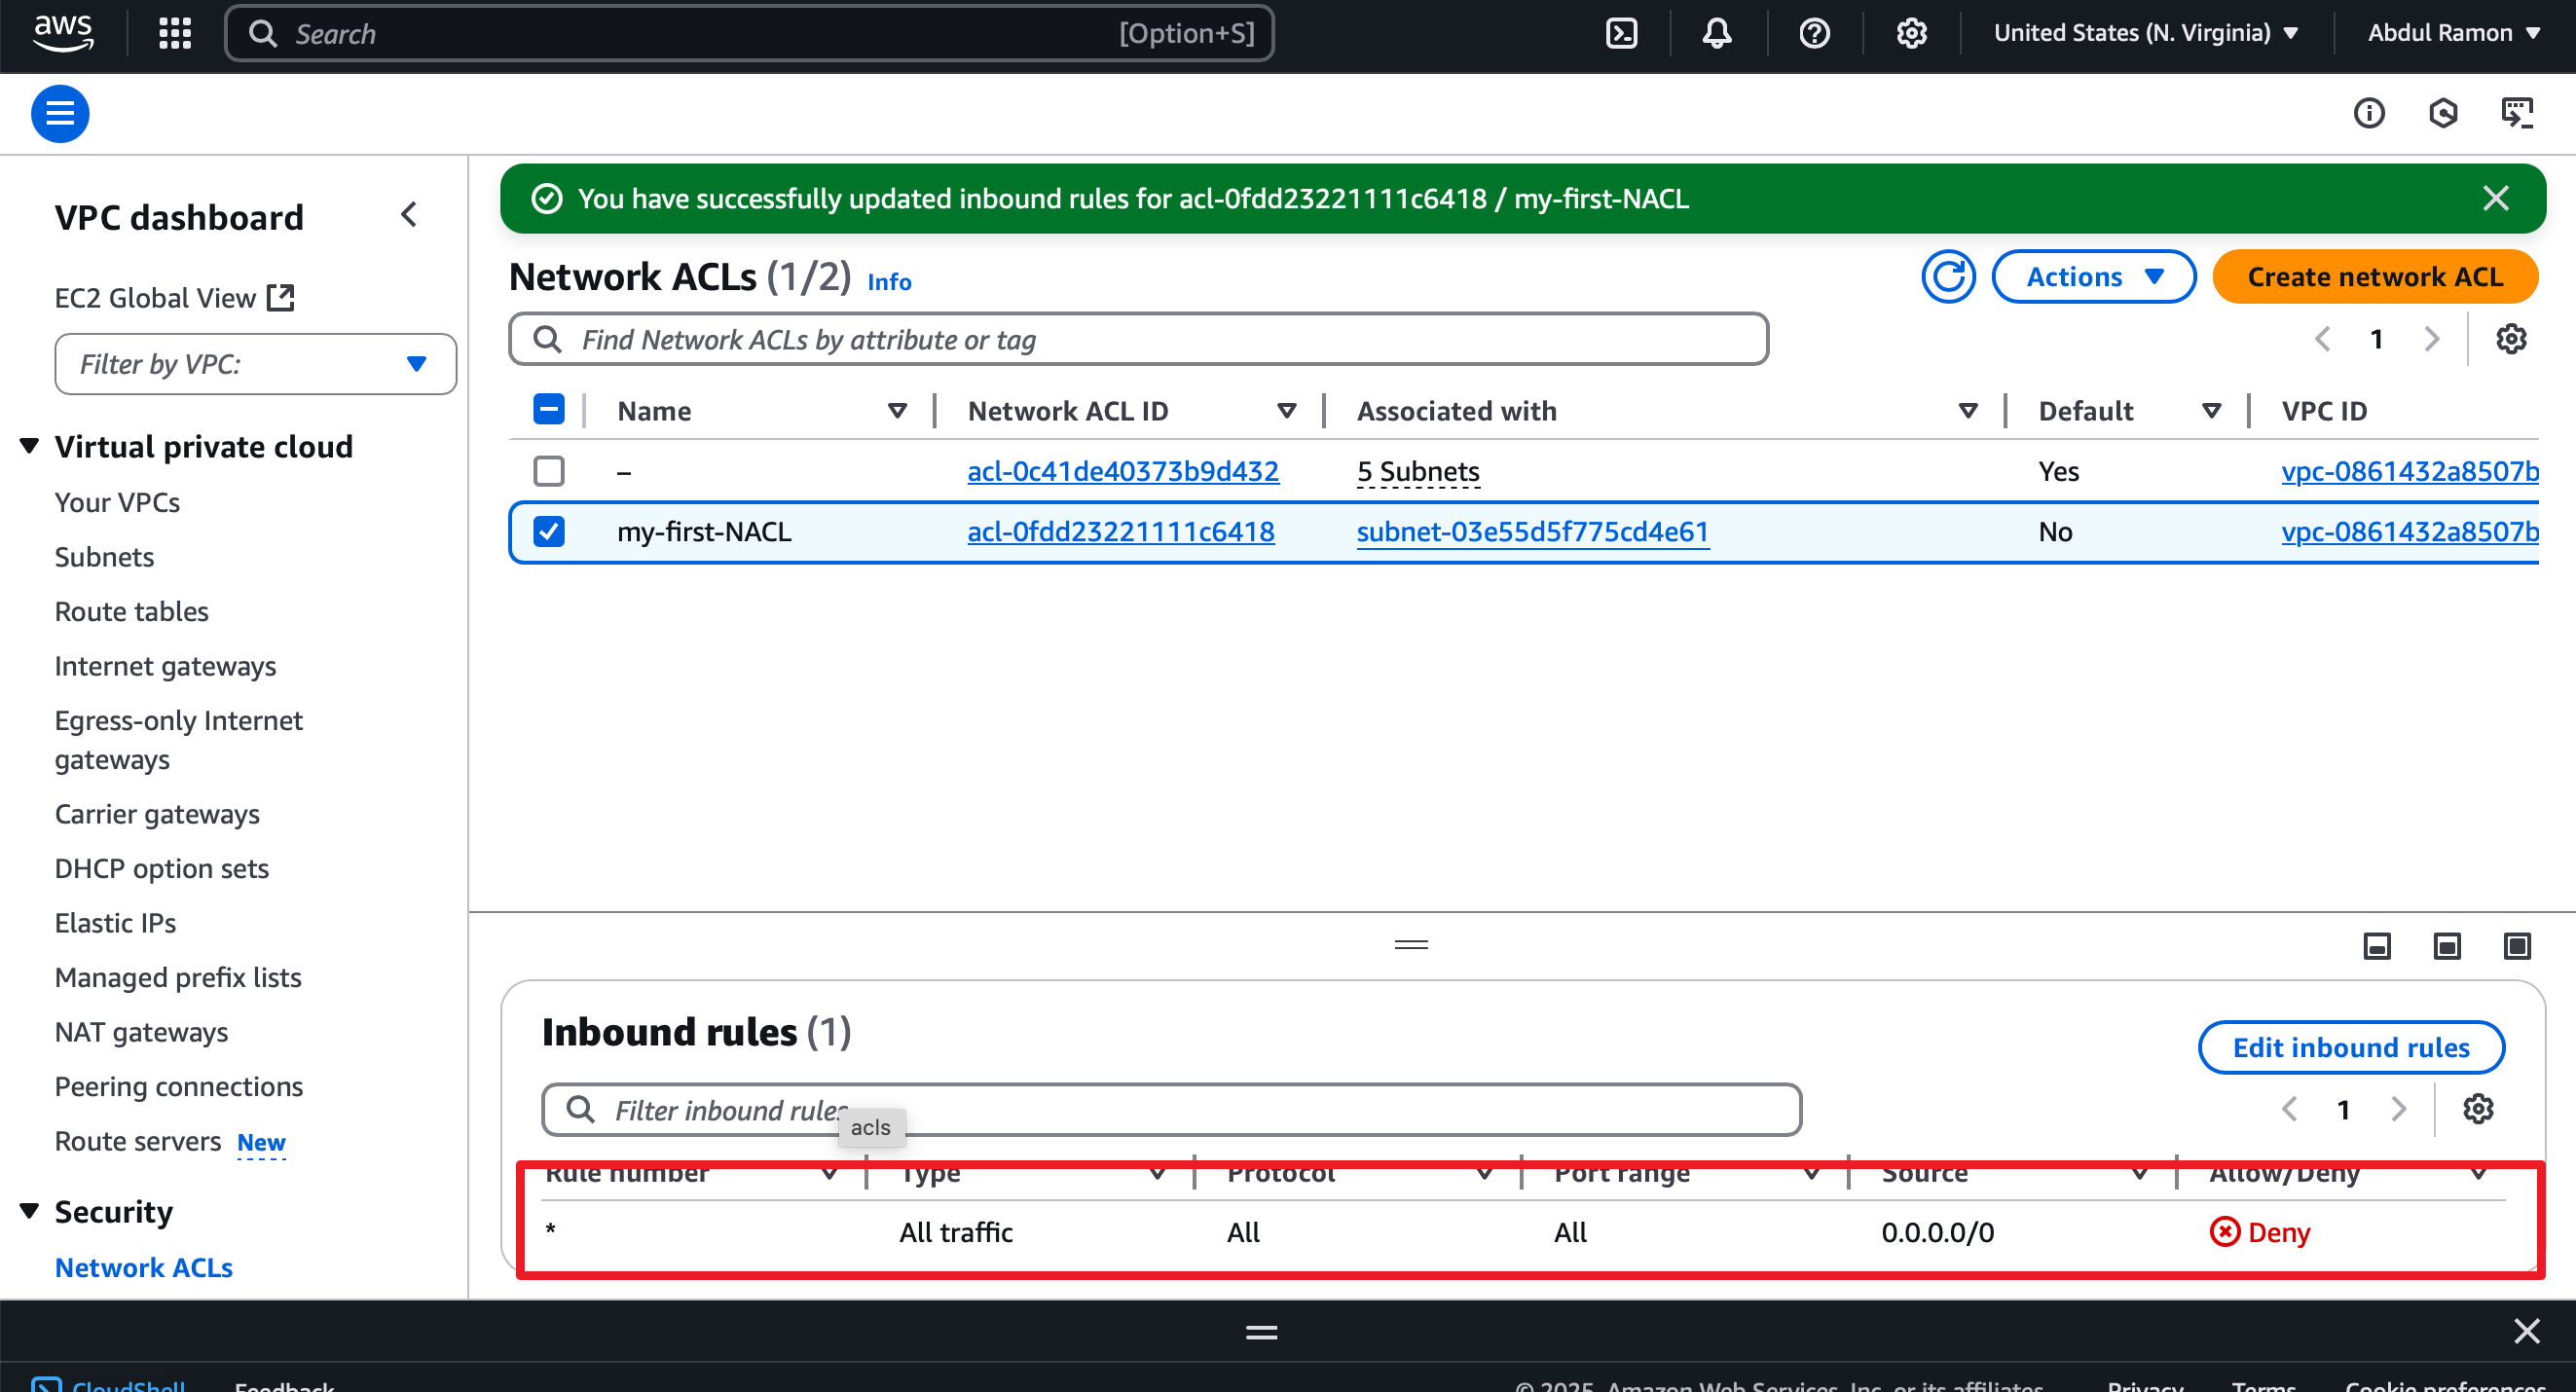 aws
Search [Option+S]
United States (N. Virginia)
Abdul Ramon
VPC dashboard
EC2 Global View
Filter by VPC:
Virtual private cloud
Your VPCs
Subnets
Route tables
Internet gateways
Egress-only Internet
gateways
Carrier gateways
DHCP option sets
Elastic IPs
Managed prefix lists
NAT gateways
Peering connections
Route servers New
Security
Network ACLs
You have successfully updated inbound rules for acl-0fdd23221111c6418 / my-first-NACL
Network ACLs (1/2) Info
Actions
Create network ACL
Find Network ACLs by attribute or tag
1
Name Network ACL ID Associated with Default VPC ID
– acl-0c41de40373b9d432 5 Subnets Yes vpc-0861432a8507b
my-first-NACL acl-0fdd23221111c6418 subnet-03e55d5f775cd4e61 No vpc-0861432a8507b
Inbound rules (1)
Edit inbound rules
Filter inbound rules
acls
1
Rule number Type Protocol Port range Source Allow/Deny
* All traffic All All 0.0.0.0/0 Deny
CloudShell Feedback © 2025, Amazon Web Services, Inc. or its affiliates. Privacy Terms Cookie preferences